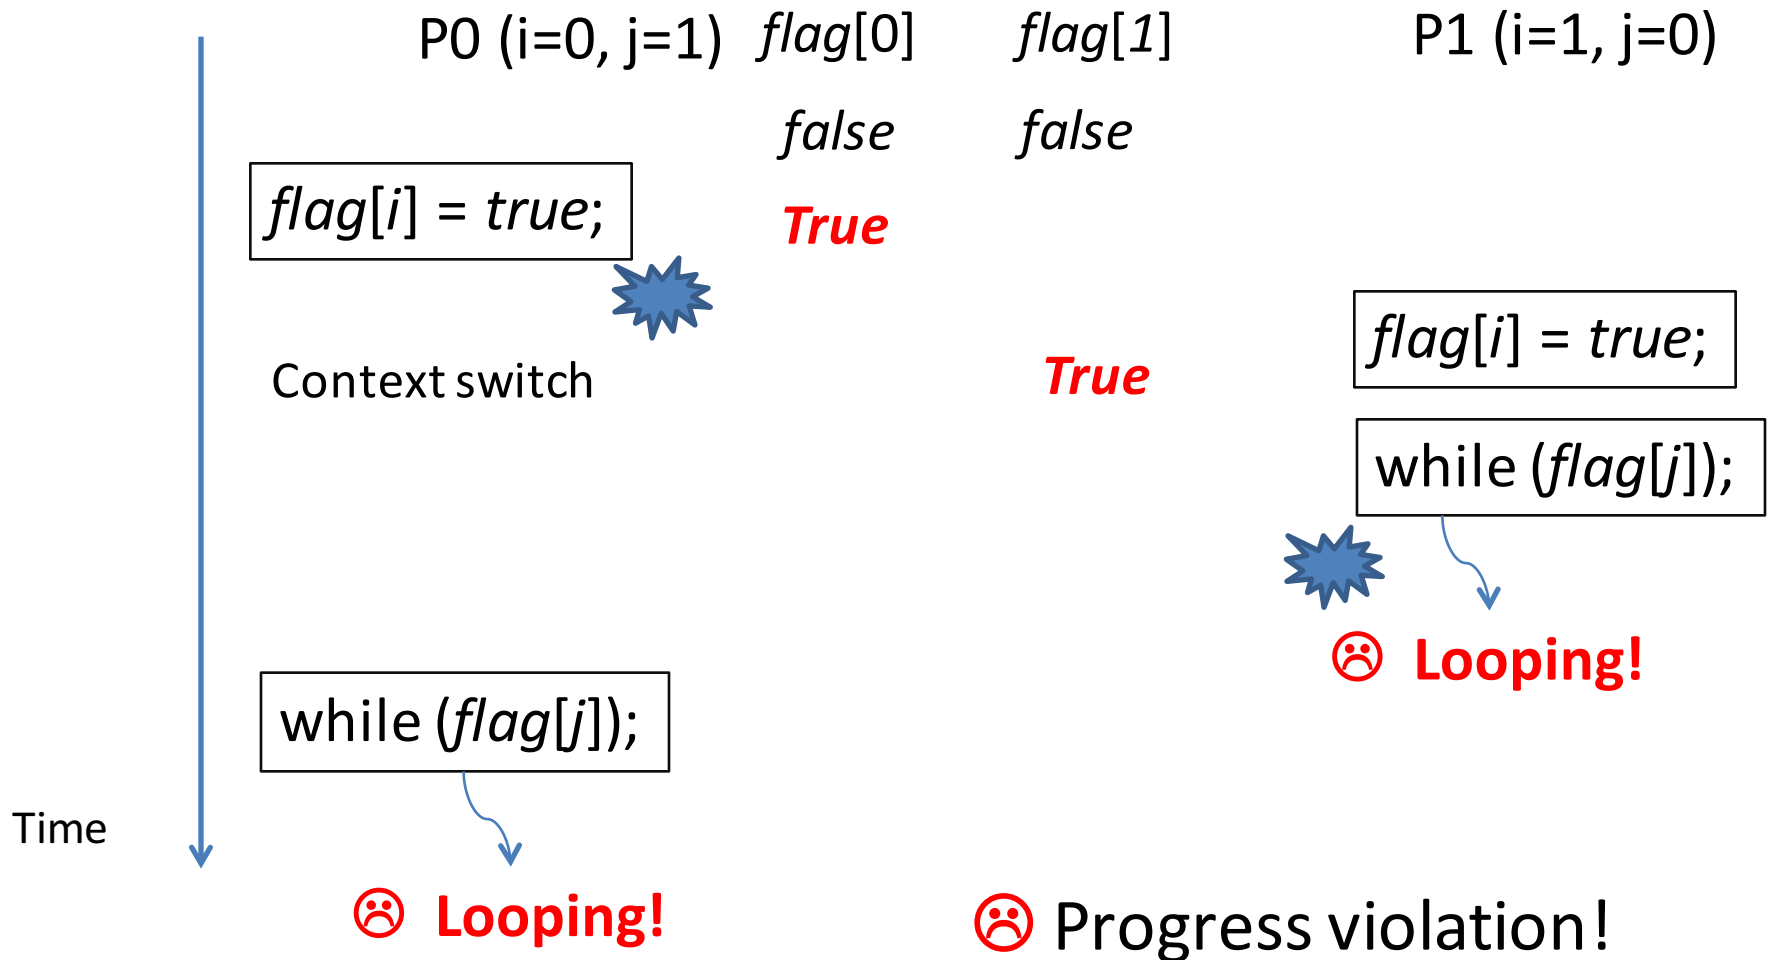 P0 (i=0, j=1) flag[0] flag[1] P1 (i=1, j=0)
false false
flag[i] = true; True
flag[i] = true;
Context switch True
while (flag[j]);
Looping!
while (flag[j]);
Time
Looping!
Progress violation!